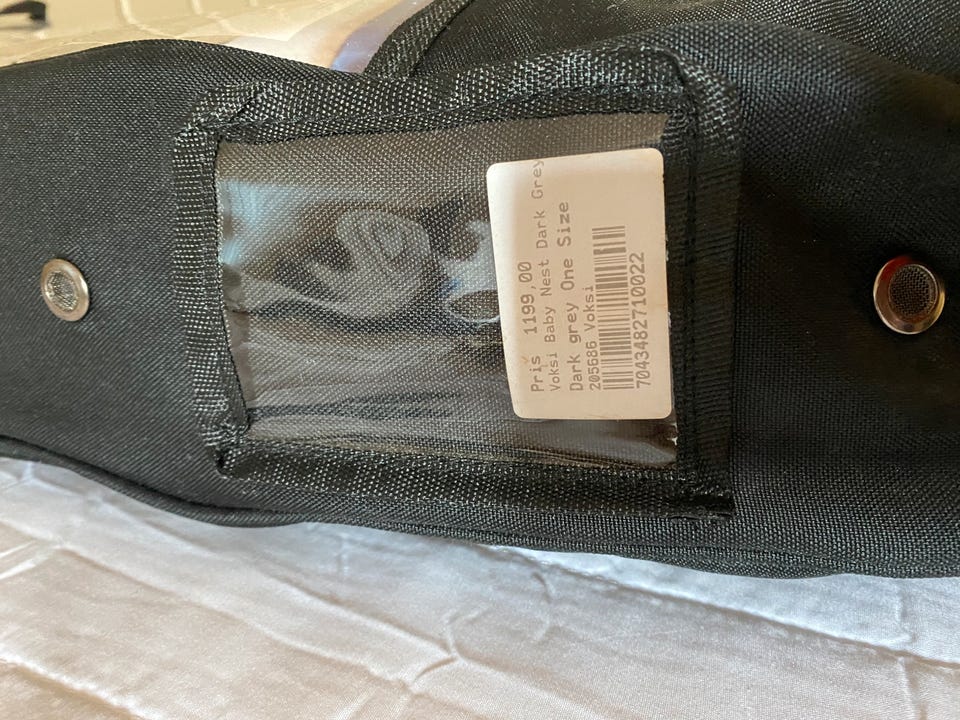 Pris 1199,00
Voksi Baby Nest Dark Grey
Dark grey One Size
205686 Voksi
7043482710022